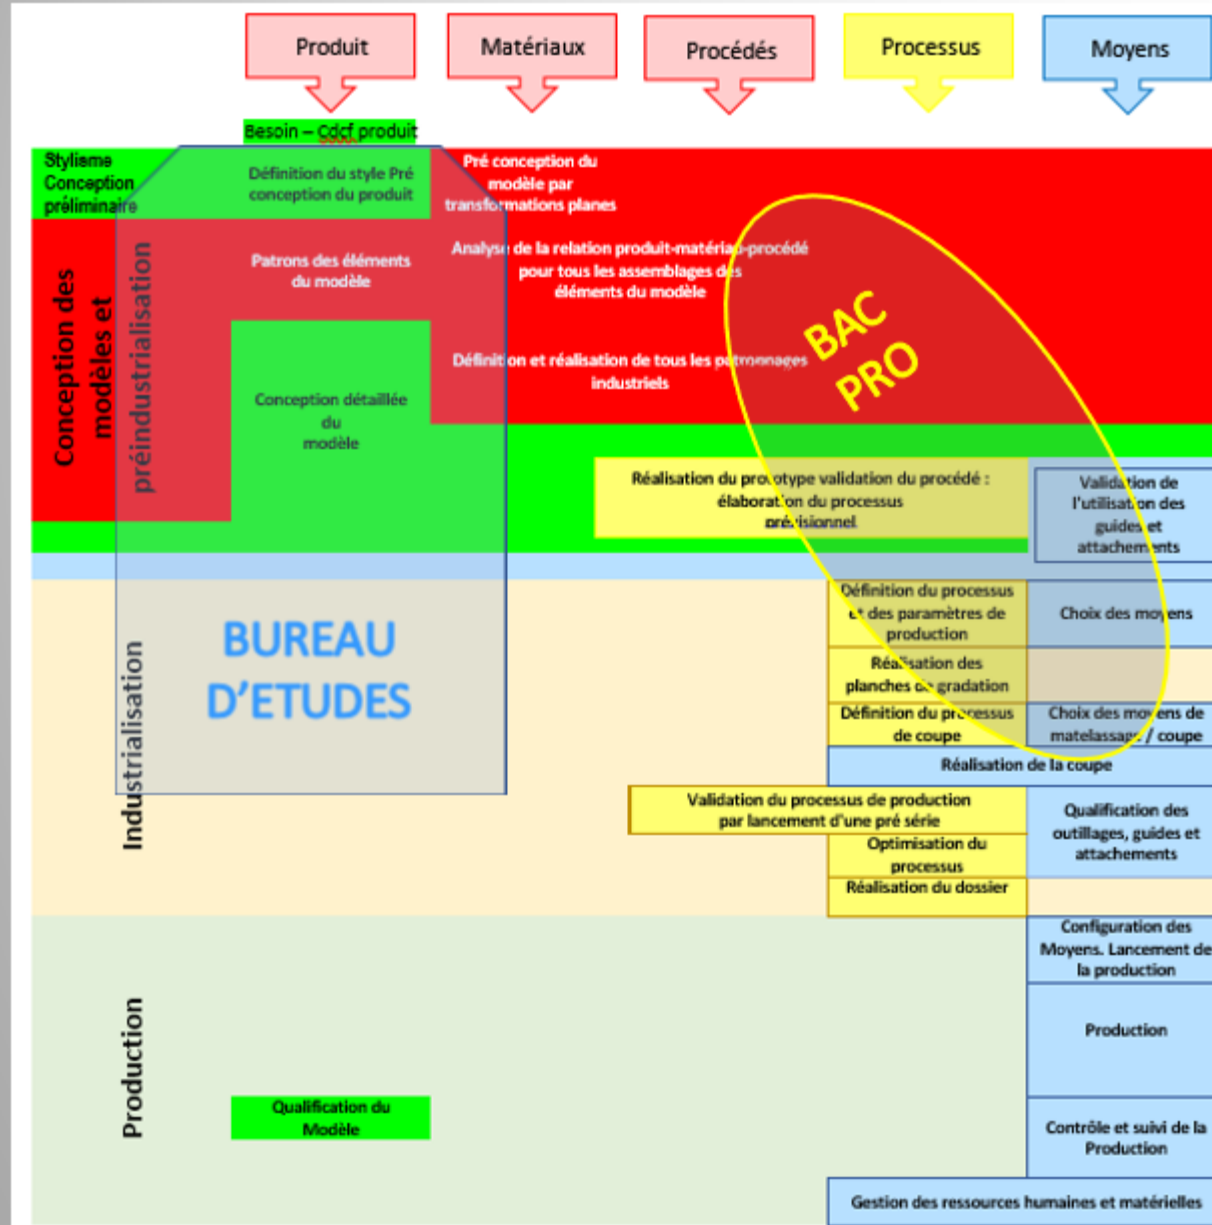 Produit
Matériaux
Procédés
Processus
Moyens
Besoin – Cdcf produit
Stylisme
Conception
préliminaire
Définition du style Pré
conception du produit
Pré conception du
modèle par
transformations planes
Conception des
modèles et
préindustrialisation
Patrons des éléments
du modèle
Analyse de la relation produit-matériau-procédé
pour tous les assemblages des
éléments du modèle
BAC
PRO
Définition et réalisation de tous les patronnages
industriels
Conception détaillée
du
modèle
Réalisation du prototype validation du procédé :
élaboration du processus
prévisionnel
Validation de
l'utilisation des
guides et
attachements
Industrialisation
BUREAU
D'ETUDES
Définition du processus
et des paramètres de
production
Choix des moyens
Réalisation des
planches de gradation
Définition du processus
de coupe
Choix des moyens de
matelassage / coupe
Réalisation de la coupe
Validation du processus de production
par lancement d'une pré série
Qualification des
outillages, guides et
attachements
Optimisation du
processus
Réalisation du dossier
Production
Configuration des
Moyens. Lancement de
la production
Production
Qualification du
Modèle
Contrôle et suivi de la
Production
Gestion des ressources humaines et matérielles